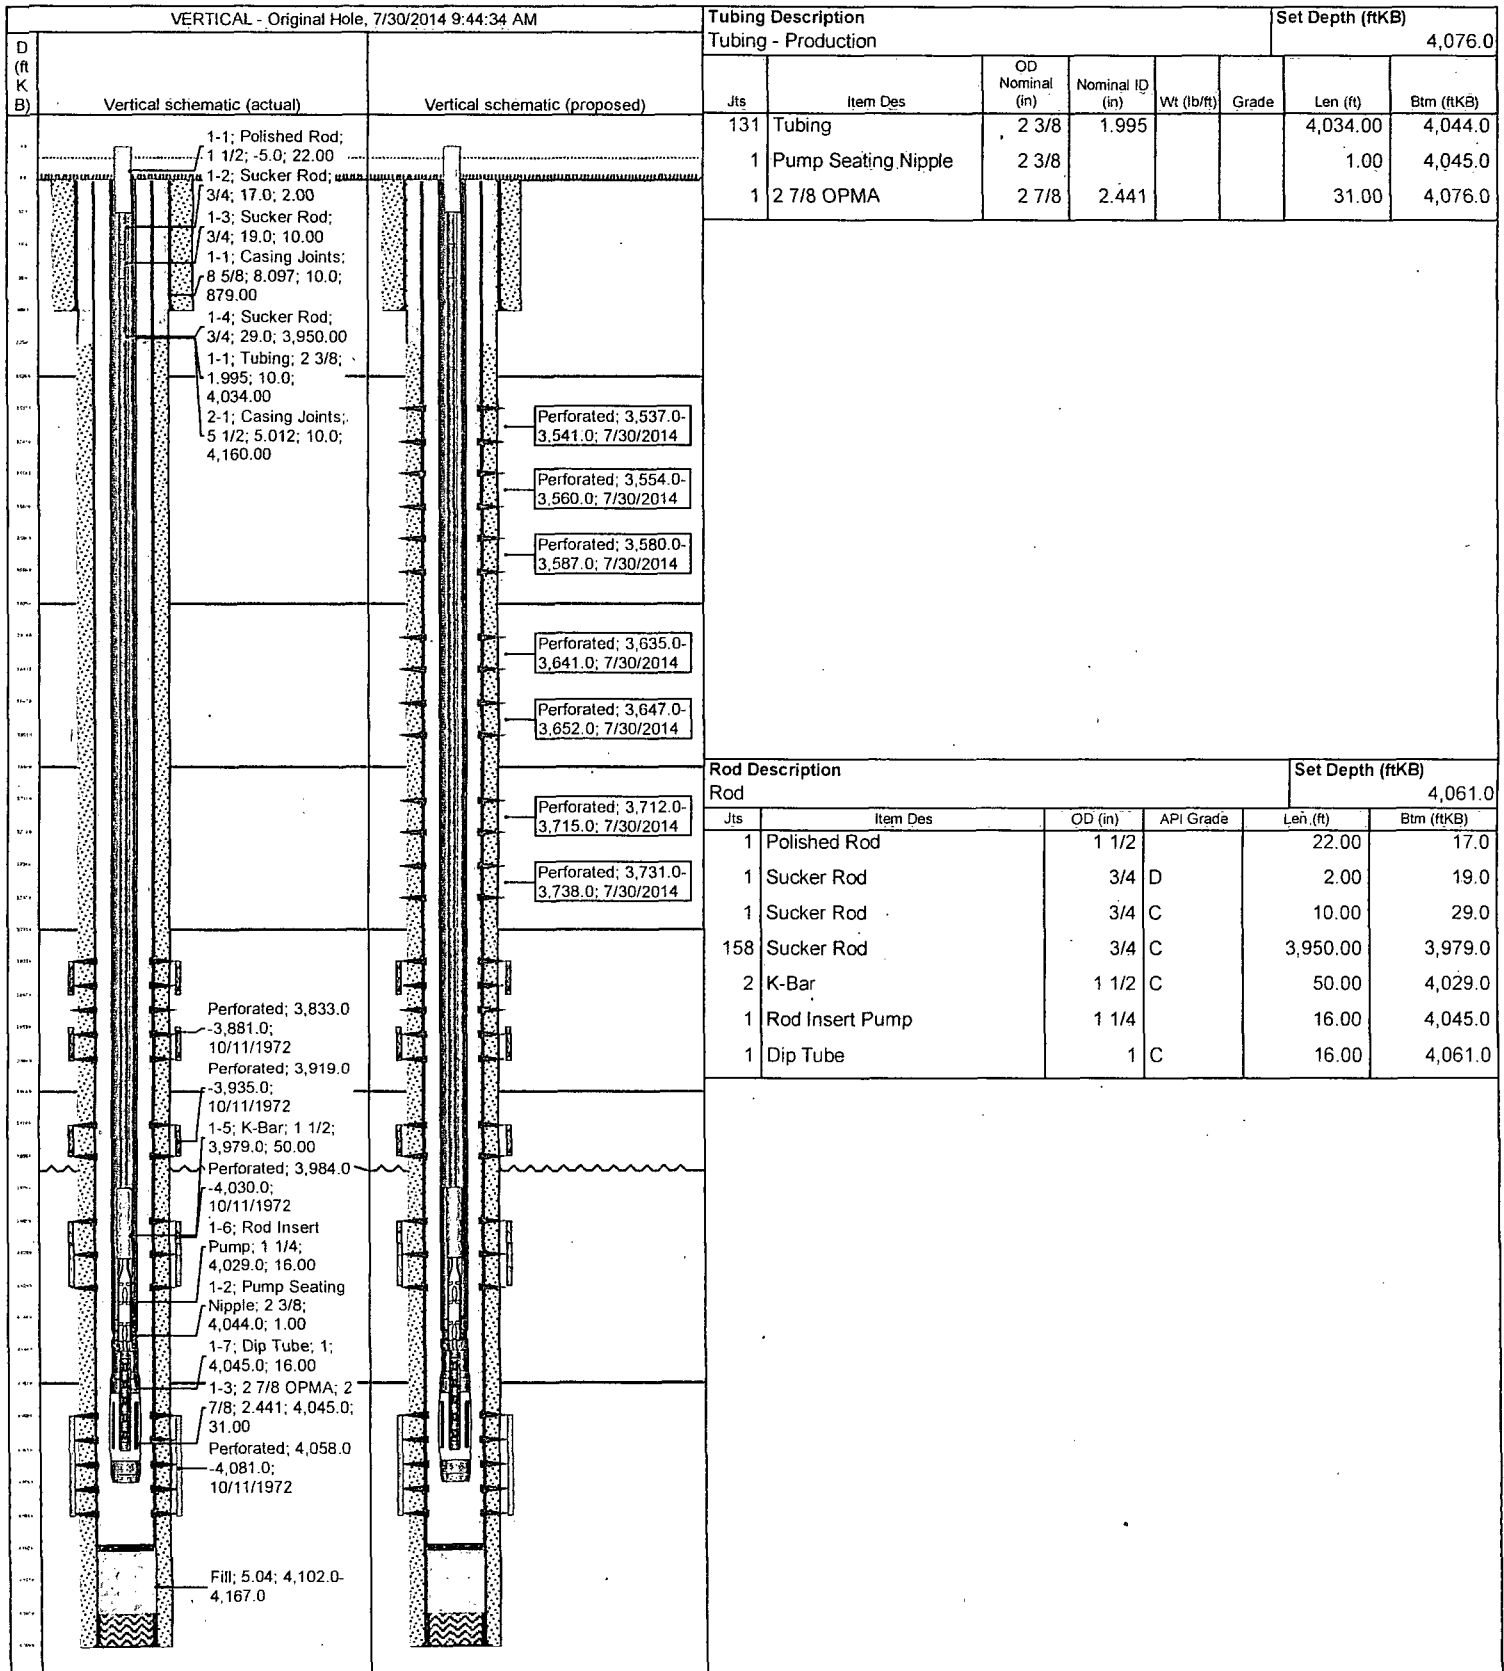 VERTICAL - Original Hole, 7/30/2014 9:44:34 AM
D
(ft
K
B)
Vertical schematic (actual)
Vertical schematic (proposed)
1-1; Polished Rod;
1 1/2; -5.0; 22.00
1-2; Sucker Rod;
3/4; 17.0; 2.00
1-3; Sucker Rod;
3/4; 19.0; 10.00
1-1; Casing Joints;
8 5/8; 8.097; 10.0;
879.00
1-4; Sucker Rod;
3/4; 29.0; 3,950.00
1-1; Tubing; 2 3/8;
1.995; 10.0;
4,034.00
2-1; Casing Joints;
5 1/2; 5.012; 10.0;
4,160.00
Perforated; 3,833.0
-3,881.0;
10/11/1972
Perforated; 3,919.0
-3,935.0;
10/11/1972
1-5; K-Bar; 1 1/2;
3,979.0; 50.00
Perforated; 3,984.0
-4,030.0;
10/11/1972
1-6; Rod Insert
Pump; 1 1/4;
4,029.0; 16.00
1-2; Pump Seating
Nipple; 2 3/8;
4,044.0; 1.00
1-7; Dip Tube; 1;
4,045.0; 16.00
1-3; 2 7/8 OPMA; 2
7/8; 2.441; 4,045.0;
31.00
Perforated; 4,058.0
-4,081.0;
10/11/1972
Fill; 5.04; 4,102.0-
4,167.0
Perforated; 3,537.0-
3,541.0; 7/30/2014
Perforated; 3,554.0-
3,560.0; 7/30/2014
Perforated; 3,580.0-
3,587.0; 7/30/2014
Perforated; 3,635.0-
3,641.0; 7/30/2014
Perforated; 3,647.0-
3,652.0; 7/30/2014
Perforated; 3,712.0-
3,715.0; 7/30/2014
Perforated; 3,731.0-
3,738.0; 7/30/2014
Tubing Description Set Depth (ftKB)
Tubing - Production 4,076.0
Jts Item Des OD Nominal (in) Nominal ID (in) Wt (lb/ft) Grade Len (ft) Btm (ftKB)
131 Tubing 2 3/8 1.995 4,034.00 4,044.0
1 Pump Seating Nipple 2 3/8 1.00 4,045.0
1 2 7/8 OPMA 2 7/8 2.441 31.00 4,076.0
Rod Description Set Depth (ftKB)
Rod 4,061.0
Jts Item Des OD (in) API Grade Len (ft) Btm (ftKB)
1 Polished Rod 1 1/2 22.00 17.0
1 Sucker Rod 3/4 D 2.00 19.0
1 Sucker Rod 3/4 C 10.00 29.0
158 Sucker Rod 3/4 C 3,950.00 3,979.0
2 K-Bar 1 1/2 C 50.00 4,029.0
1 Rod Insert Pump 1 1/4 16.00 4,045.0
1 Dip Tube 1 C 16.00 4,061.0